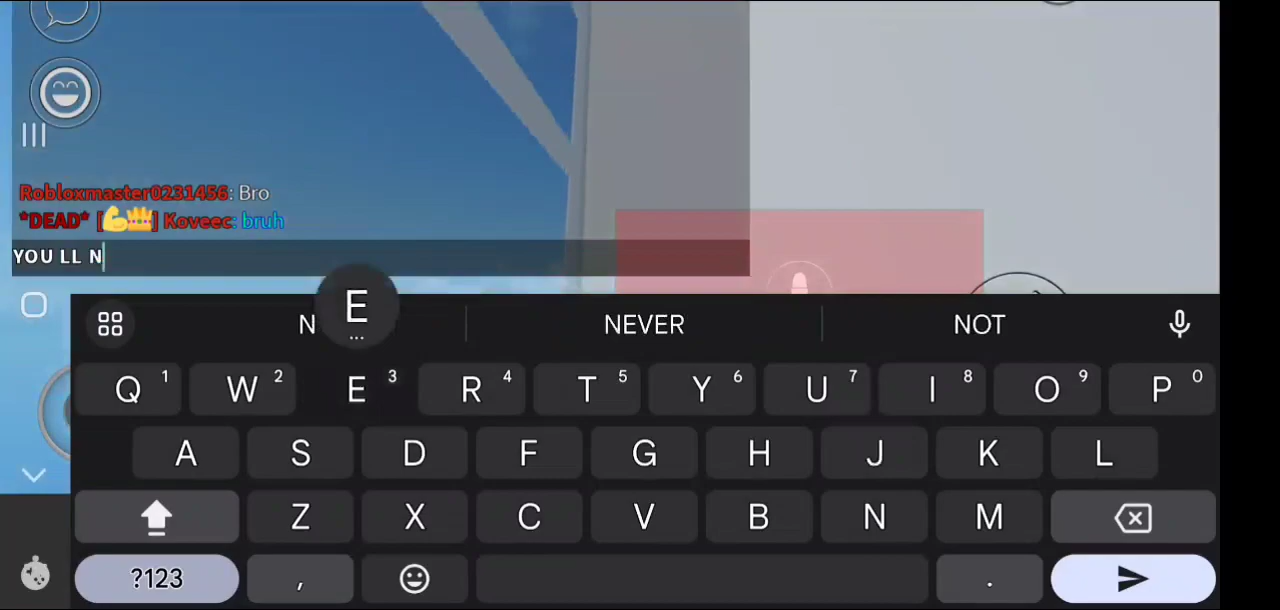 Robloxmaster0231456: Bro
*DEAD* [💪👑] Koveec: bruh
YOU LL N
E
N NEVER NOT
Q 1 W 2 E 3 R 4 T 5 Y 6 U 7 I 8 O 9 P 0
A S D F G H J K L
Z X C V B N M
?123 , .